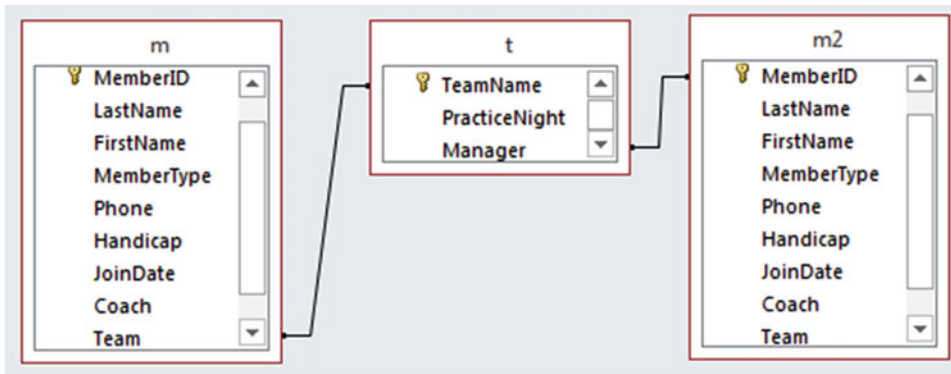 m
MemberID
LastName
FirstName
MemberType
Phone
Handicap
JoinDate
Coach
Team
t
TeamName
PracticeNight
Manager
m2
MemberID
LastName
FirstName
MemberType
Phone
Handicap
JoinDate
Coach
Team